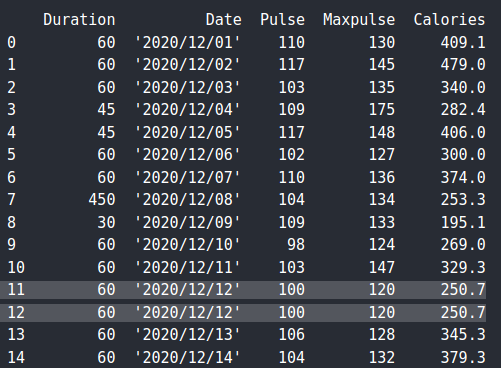 Duration Date Pulse Maxpulse Calories
0 60 '2020/12/01' 110 130 409.1
1 60 '2020/12/02' 117 145 479.0
2 60 '2020/12/03' 103 135 340.0
3 45 '2020/12/04' 109 175 282.4
4 45 '2020/12/05' 117 148 406.0
5 60 '2020/12/06' 102 127 300.0
6 60 '2020/12/07' 110 136 374.0
7 450 '2020/12/08' 104 134 253.3
8 30 '2020/12/09' 109 133 195.1
9 60 '2020/12/10' 98 124 269.0
10 60 '2020/12/11' 103 147 329.3
11 60 '2020/12/12' 100 120 250.7
12 60 '2020/12/12' 100 120 250.7
13 60 '2020/12/13' 106 128 345.3
14 60 '2020/12/14' 104 132 379.3